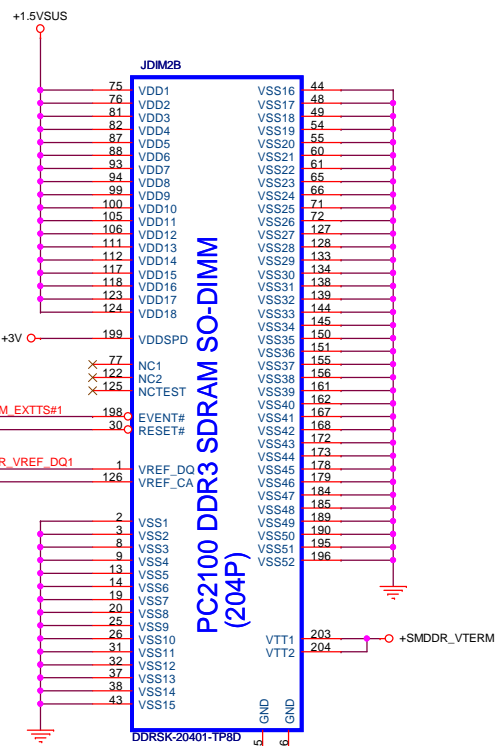 +1.5VSUS
JDIM2B
75 VDD1 VSS16 44
76 VDD2 VSS17 48
81 VDD3 VSS18 49
82 VDD4 VSS19 54
87 VDD5 VSS20 55
88 VDD6 VSS21 60
93 VDD7 VSS22 61
94 VDD8 VSS23 65
99 VDD9 VSS24 66
100 VDD10 VSS25 71
105 VDD11 VSS26 72
106 VDD12 VSS27 127
111 VDD13 VSS28 128
112 VDD14 VSS29 133
117 VDD15 VSS30 134
118 VDD16 VSS31 138
123 VDD17 VSS32 139
124 VDD18 VSS33 144
VSS34 145
+3V 199 VDDSPD VSS35 150
VSS36 151
77 NC1 VSS37 155
122 NC2 VSS38 156
125 NCTEST VSS39 161
VSS40 162
M_EXTTS#1 198 EVENT# VSS41 167
30 RESET# VSS42 168
VSS43 172
VSS44 173
R_VREF_DQ1 1 VREF_DQ VSS45 178
126 VREF_CA VSS46 179
VSS47 184
VSS48 185
2 VSS1 VSS49 189
3 VSS2 VSS50 190
8 VSS3 VSS51 195
9 VSS4 VSS52 196
13 VSS5
14 VSS6
19 VSS7
20 VSS8
25 VSS9
26 VSS10 VTT1 203 +SMDDR_VTERM
31 VSS11 VTT2 204
32 VSS12
37 VSS13
38 VSS14
43 VSS15
PC2100 DDR3 SDRAM SO-DIMM
(204P)
GND GND
DDRSK-20401-TP8D